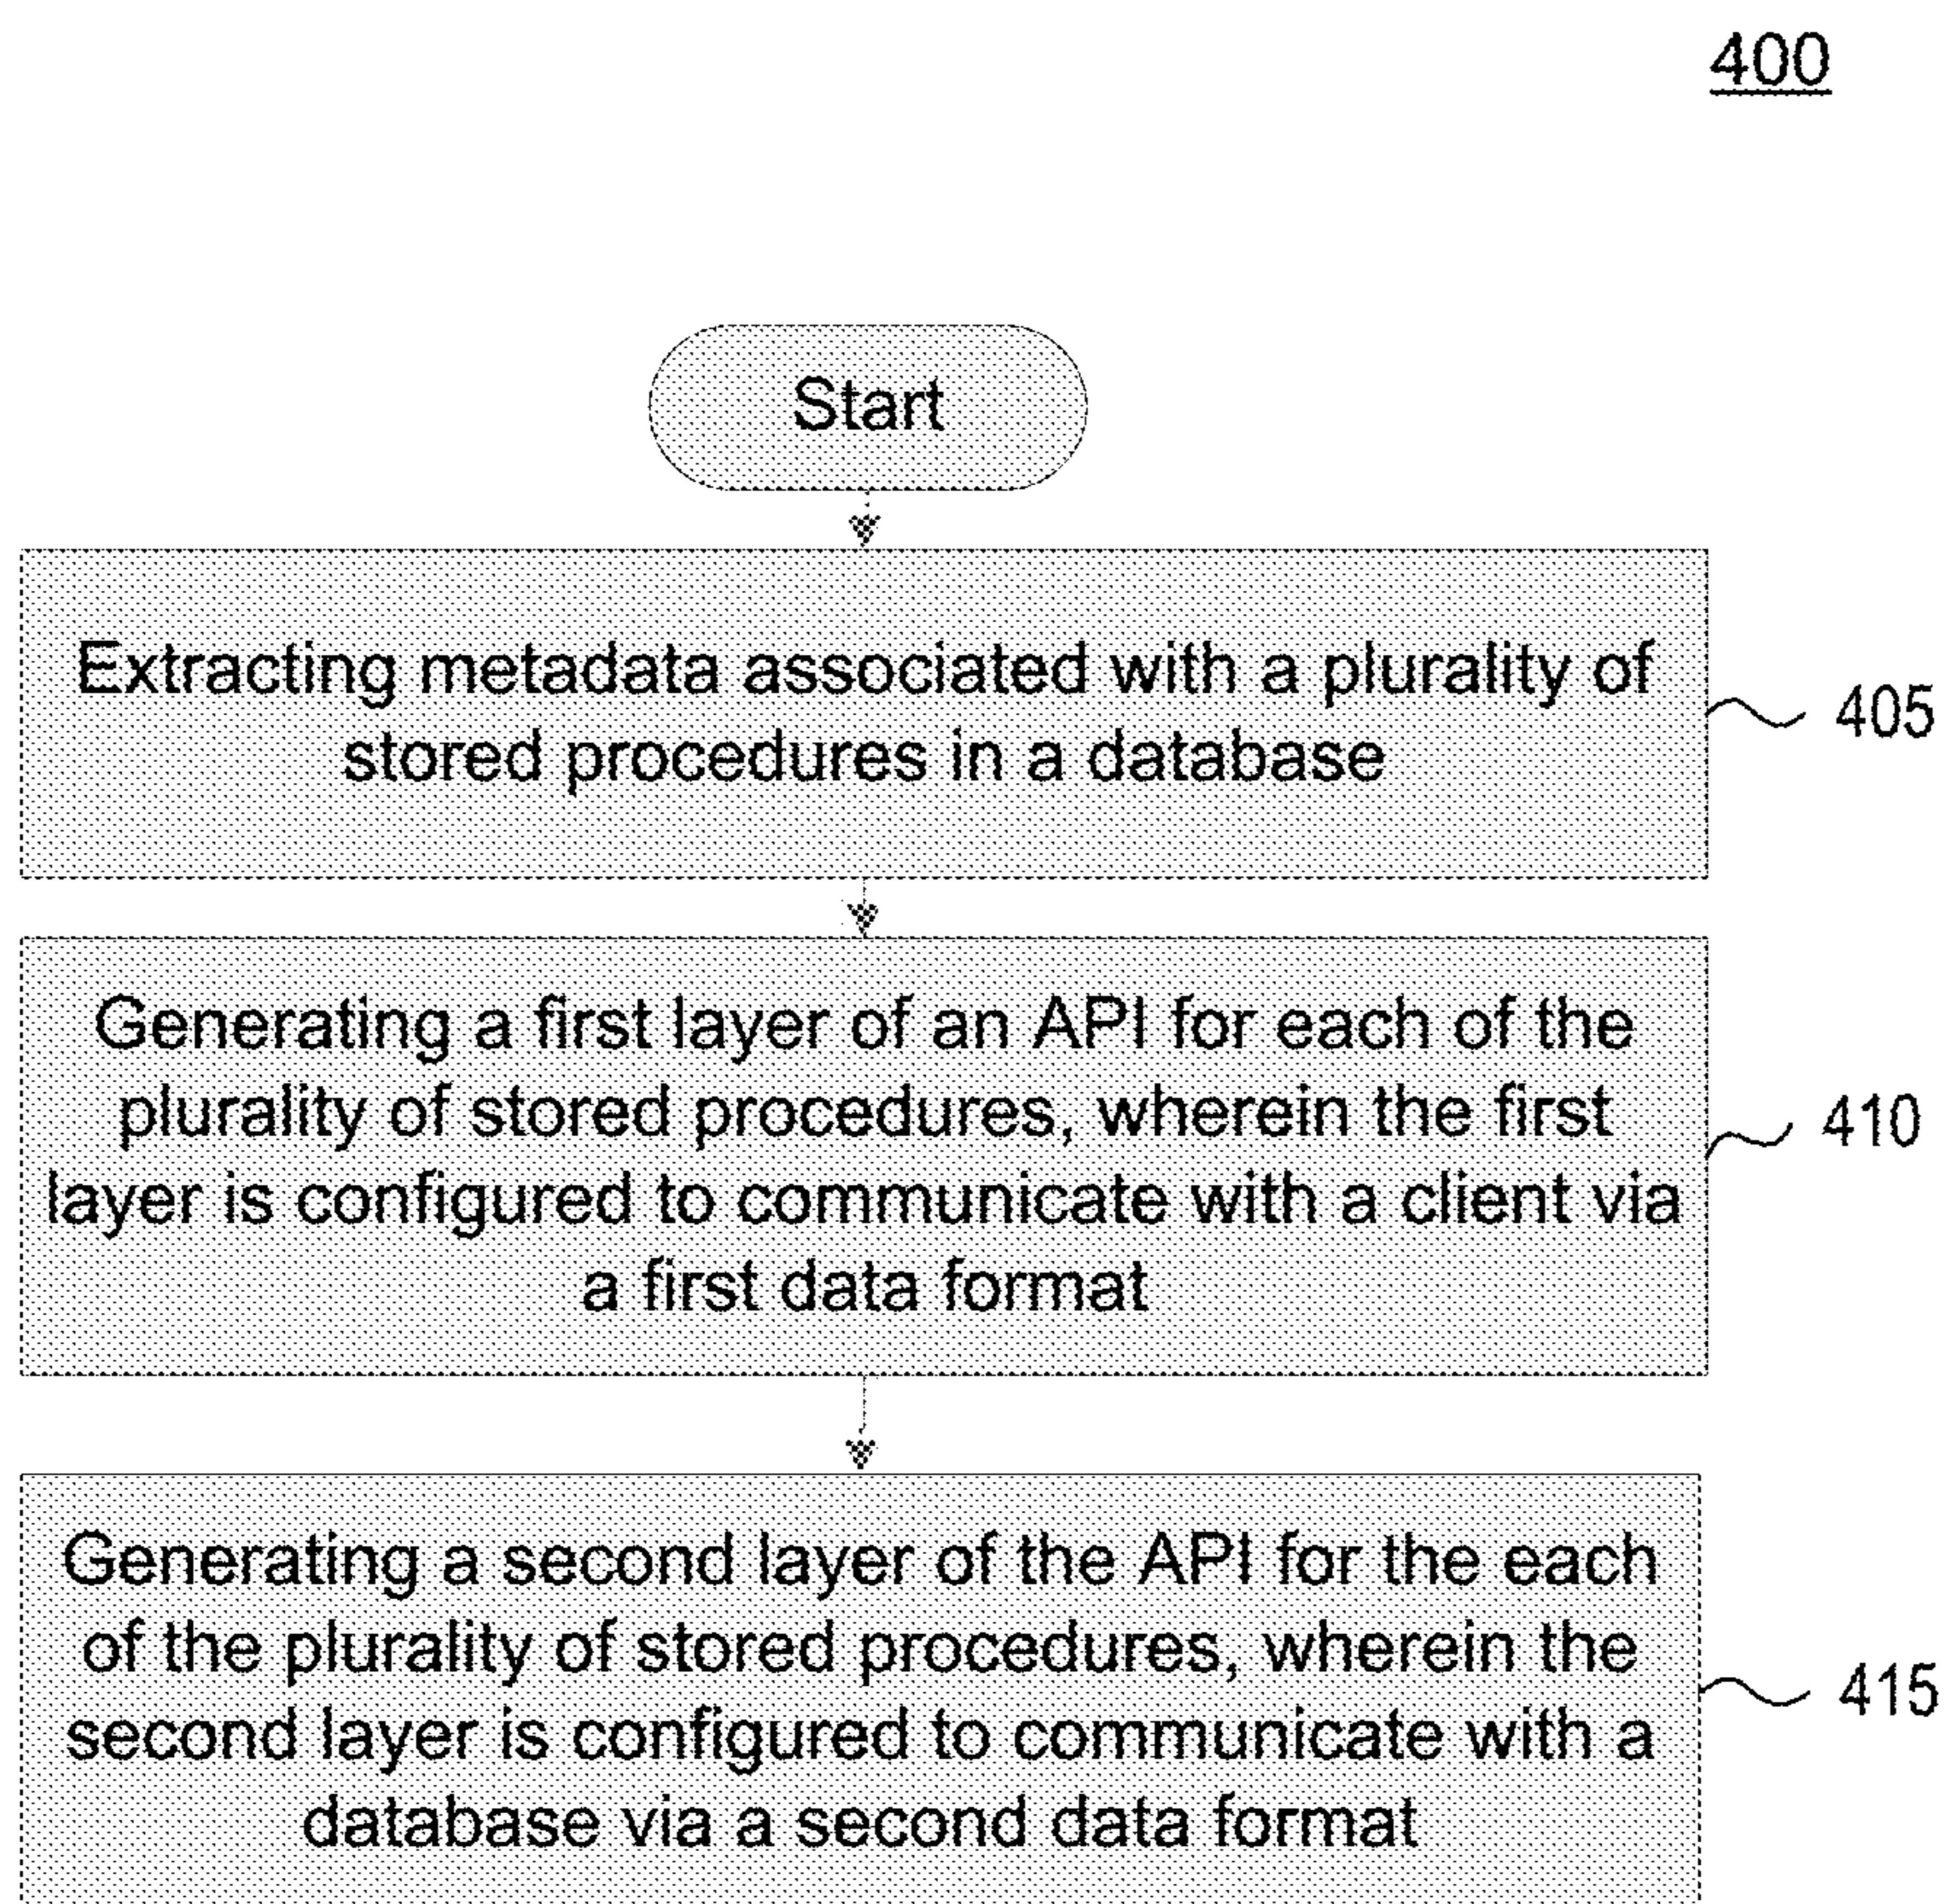 400
Start
Extracting metadata associated with a plurality of
stored procedures in a database
405
Generating a first layer of an API for each of the
plurality of stored procedures, wherein the first
layer is configured to communicate with a client via
a first data format
410
Generating a second layer of the API for the each
of the plurality of stored procedures, wherein the
second layer is configured to communicate with a
database via a second data format
415